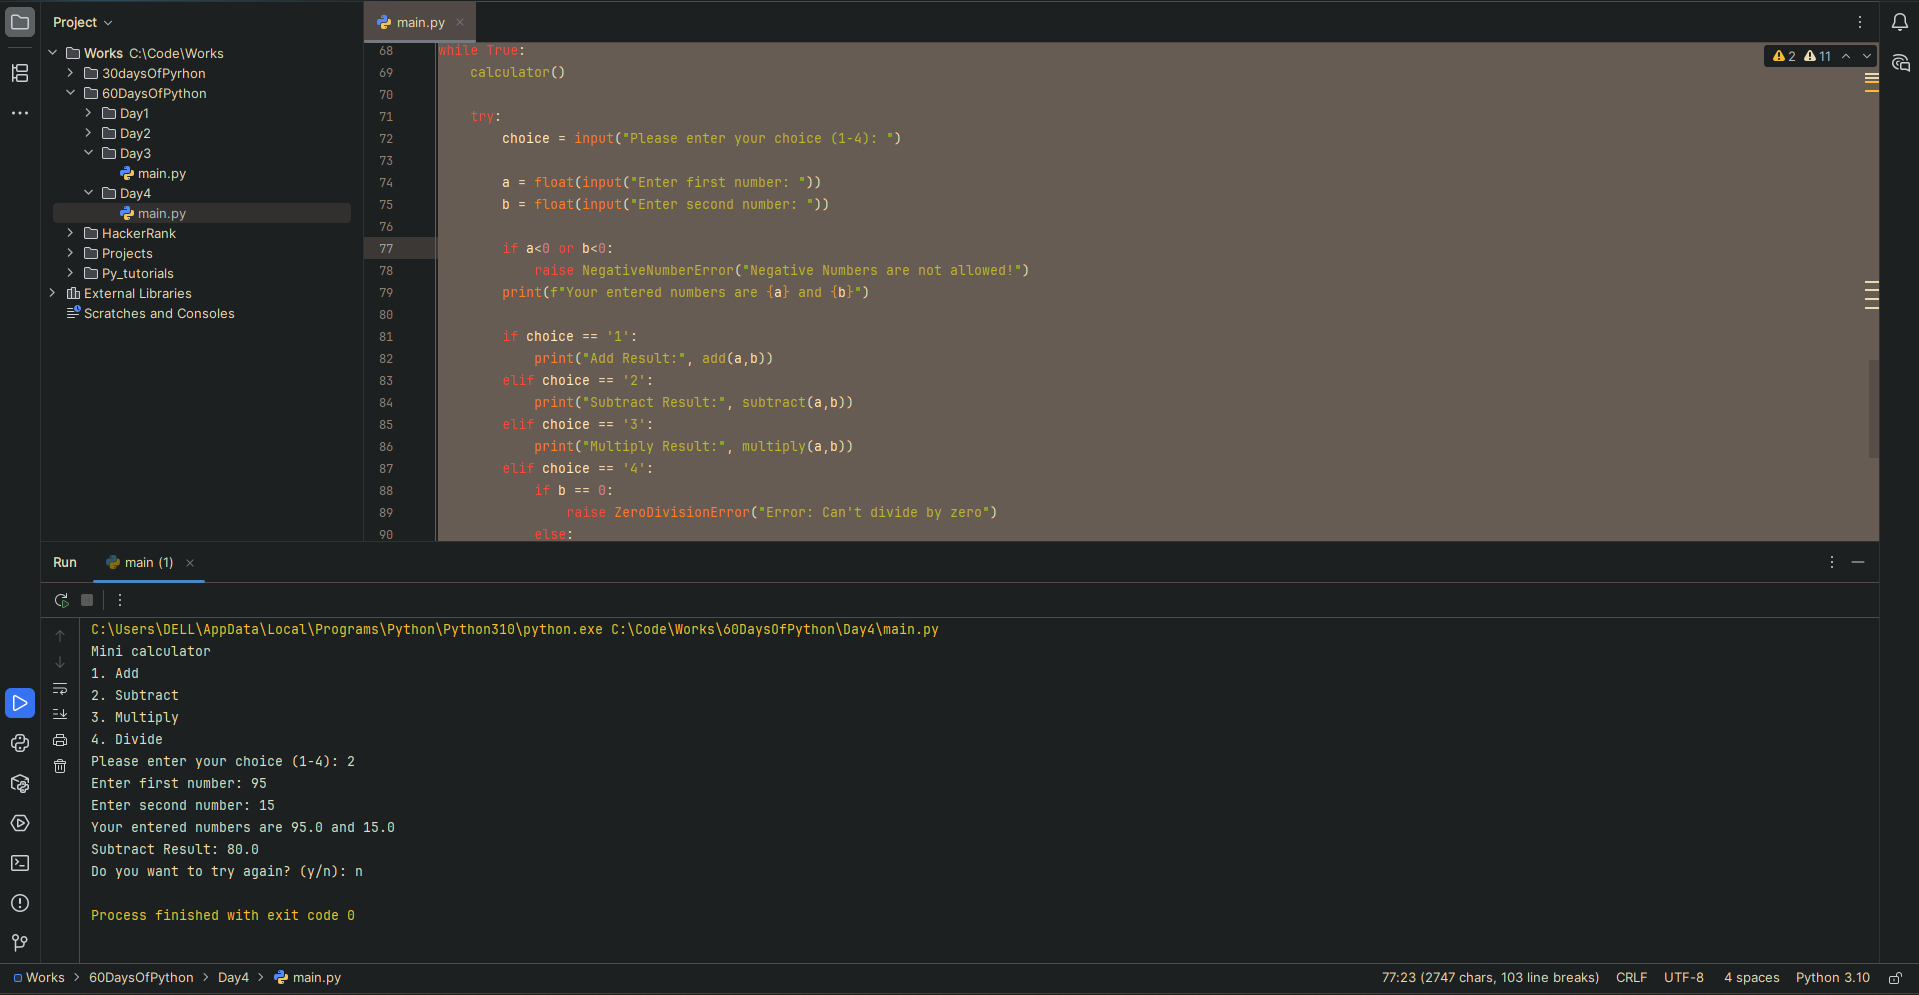 Project
main.py
Works C:\Code\Works
30daysOfPyrhon
60DaysOfPython
Day1
Day2
Day3
main.py
Day4
main.py
HackerRank
Projects
Py_tutorials
External Libraries
Scratches and Consoles
2 11
68 while True:
69 calculator()
70
71 try:
72 choice = input("Please enter your choice (1-4): ")
73
74 a = float(input("Enter first number: "))
75 b = float(input("Enter second number: "))
76
77 if a<0 or b<0:
78 raise NegativeNumberError("Negative Numbers are not allowed!")
79 print(f"Your entered numbers are {a} and {b}")
80
81 if choice == '1':
82 print("Add Result:", add(a,b))
83 elif choice == '2':
84 print("Subtract Result:", subtract(a,b))
85 elif choice == '3':
86 print("Multiply Result:", multiply(a,b))
87 elif choice == '4':
88 if b == 0:
89 raise ZeroDivisionError("Error: Can't divide by zero")
90 else:
Run main (1)
C:\Users\DELL\AppData\Local\Programs\Python\Python310\python.exe C:\Code\Works\60DaysOfPython\Day4\main.py
Mini calculator
1. Add
2. Subtract
3. Multiply
4. Divide
Please enter your choice (1-4): 2
Enter first number: 95
Enter second number: 15
Your entered numbers are 95.0 and 15.0
Subtract Result: 80.0
Do you want to try again? (y/n): n
Process finished with exit code 0
Works > 60DaysOfPython > Day4 > main.py
77:23 (2747 chars, 103 line breaks) CRLF UTF-8 4 spaces Python 3.10